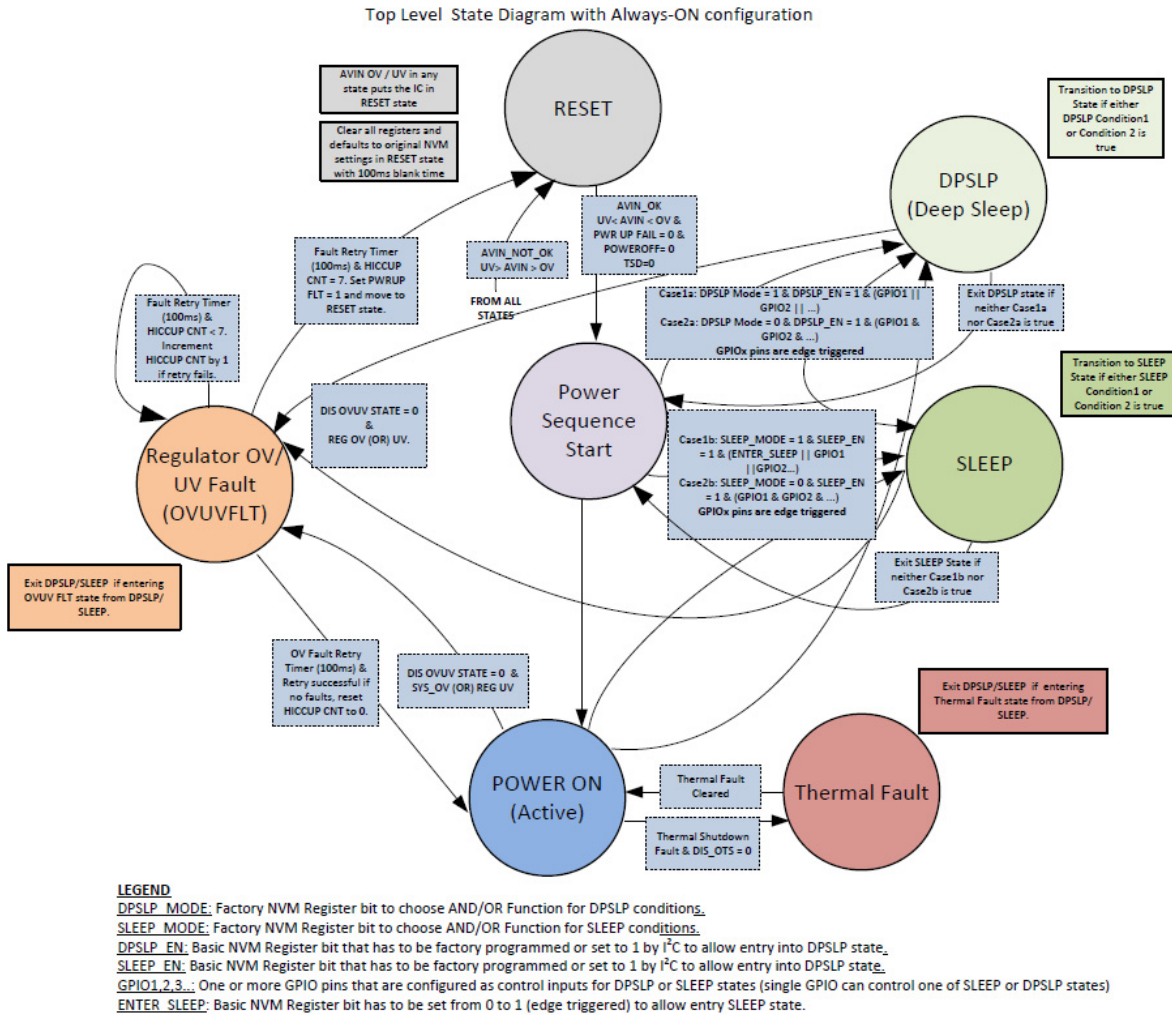 Top Level State Diagram with Always-ON configuration
AVIN OV / UV in any
state puts the IC in
RESET state
Clear all registers and
defaults to original NVM
settings in RESET state
with 100ms blank time
RESET
Transition to DPSLP
State if either
DPSLP Condition1
or Condition 2 is
true
DPSLP
(Deep Sleep)
AVIN_OK
UV< AVIN < OV &
PWR UP FAIL = 0 &
POWEROFF= 0
TSD=0
AVIN_NOT_OK
UV> AVIN > OV
FROM ALL
STATES
Fault Retry Timer
(100ms) & HICCUP
CNT = 7. Set PWRUP
FLT = 1 and move to
RESET state.
Fault Retry Timer
(100ms) &
HICCUP CNT < 7.
Increment
HICCUP CNT by 1
if retry fails.
Case1a: DPSLP Mode = 1 & DPSLP_EN = 1 & (GPIO1 ||
GPIO2 || ...)
Case2a: DPSLP Mode = 0 & DPSLP_EN = 1 & (GPIO1 &
GPIO2 & ...)
GPIOx pins are edge triggered
Exit DPSLP state if
neither Case1a
nor Case2a is true
Transition to SLEEP
State if either SLEEP
Condition1 or
Condition 2 is true
DIS OVUV STATE = 0
&
REG OV (OR) UV.
Power
Sequence
Start
Regulator OV/
UV Fault
(OVUVFLT)
Case1b: SLEEP_MODE = 1 & SLEEP_EN
= 1 & (ENTER_SLEEP || GPIO1
||GPIO2...)
Case2b: SLEEP_MODE = 0 & SLEEP_EN
= 1 & (GPIO1 & GPIO2 & ...)
GPIOx pins are edge triggered
SLEEP
Exit SLEEP State if
neither Case1b nor
Case2b is true
Exit DPSLP/SLEEP if entering
OVUV FLT state from DPSLP/
SLEEP.
OV Fault Retry
Timer (100ms) &
Retry successful if
no faults, reset
HICCUP CNT to 0.
DIS OVUV STATE = 0 &
SYS_OV (OR) REG UV
Exit DPSLP/SLEEP if entering
Thermal Fault state from DPSLP/
SLEEP.
POWER ON
(Active)
Thermal Fault
Cleared
Thermal Shutdown
Fault & DIS_OTS = 0
Thermal Fault
LEGEND
DPSLP_MODE: Factory NVM Register bit to choose AND/OR Function for DPSLP conditions.
SLEEP_MODE: Factory NVM Register bit to choose AND/OR Function for SLEEP conditions.
DPSLP_EN: Basic NVM Register bit that has to be factory programmed or set to 1 by I²C to allow entry into DPSLP state.
SLEEP_EN: Basic NVM Register bit that has to be factory programmed or set to 1 by I²C to allow entry into DPSLP state.
GPIO1,2,3..: One or more GPIO pins that are configured as control inputs for DPSLP or SLEEP states (single GPIO can control one of SLEEP or DPSLP states)
ENTER_SLEEP: Basic NVM Register bit has to be set from 0 to 1 (edge triggered) to allow entry SLEEP state.